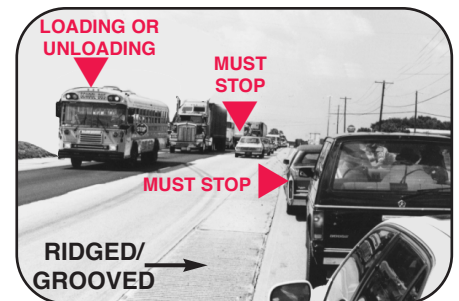 LOADING OR
UNLOADING
MUST
STOP
MUST STOP
RIDGED/
GROOVED